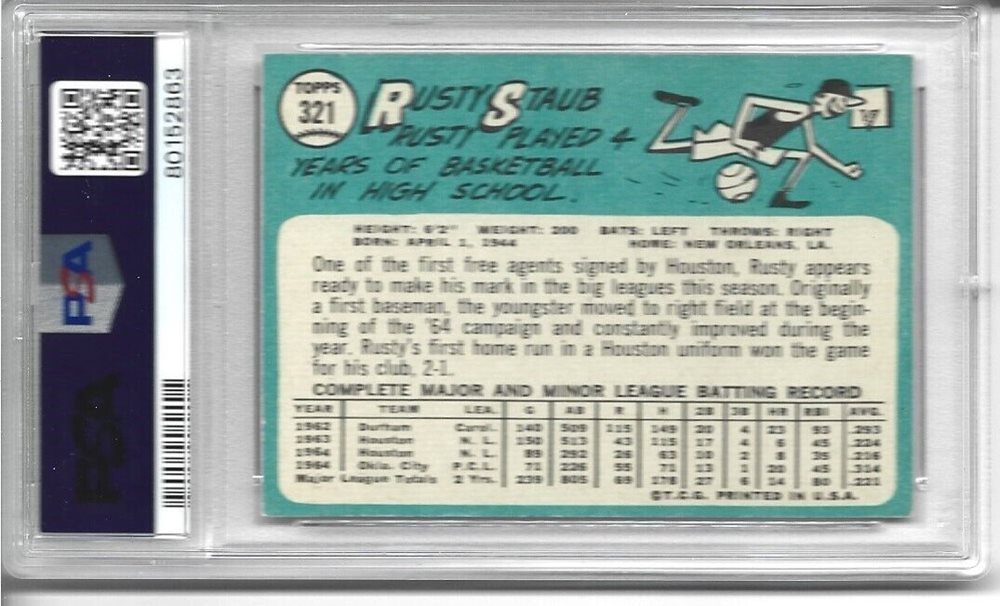 80152863
PSA
PSA
TOPPS
321
RUSTY STAUB
RUSTY PLAYED 4
YEARS OF BASKETBALL
IN HIGH SCHOOL.
HEIGHT: 6'2" WEIGHT: 200 BATS: LEFT THROWS: RIGHT
BORN: APRIL 1, 1944 HOME: NEW ORLEANS, LA.
One of the first free agents signed by Houston, Rusty appears
ready to make his mark in the big leagues this season. Originally
a first baseman, the youngster moved to right field at the begin-
ning of the '64 campaign and constantly improved during the
year. Rusty's first home run in a Houston uniform won the game
for his club, 2-1.
COMPLETE MAJOR AND MINOR LEAGUE BATTING RECORD
YEAR TEAM LEA. G AB R H 2B 3B HR RBI AVG.
1962 Durham Carol. 140 509 115 149 20 4 23 93 .293
1963 Houston N. L. 150 513 43 115 17 4 6 45 .224
1964 Houston N. L. 89 292 26 63 10 2 8 35 .216
1964 Okla. City P.C.L. 71 226 55 71 13 1 20 45 .314
Major League Totals 2 Yrs. 239 805 69 178 27 6 14 80 .221
©T.C.G. PRINTED IN U.S.A.